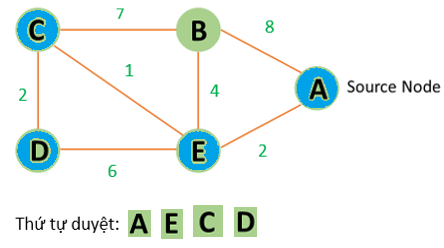 7
C B 8
1 A Source Node
2 4
D E 2
6
Thứ tự duyệt: A E C D